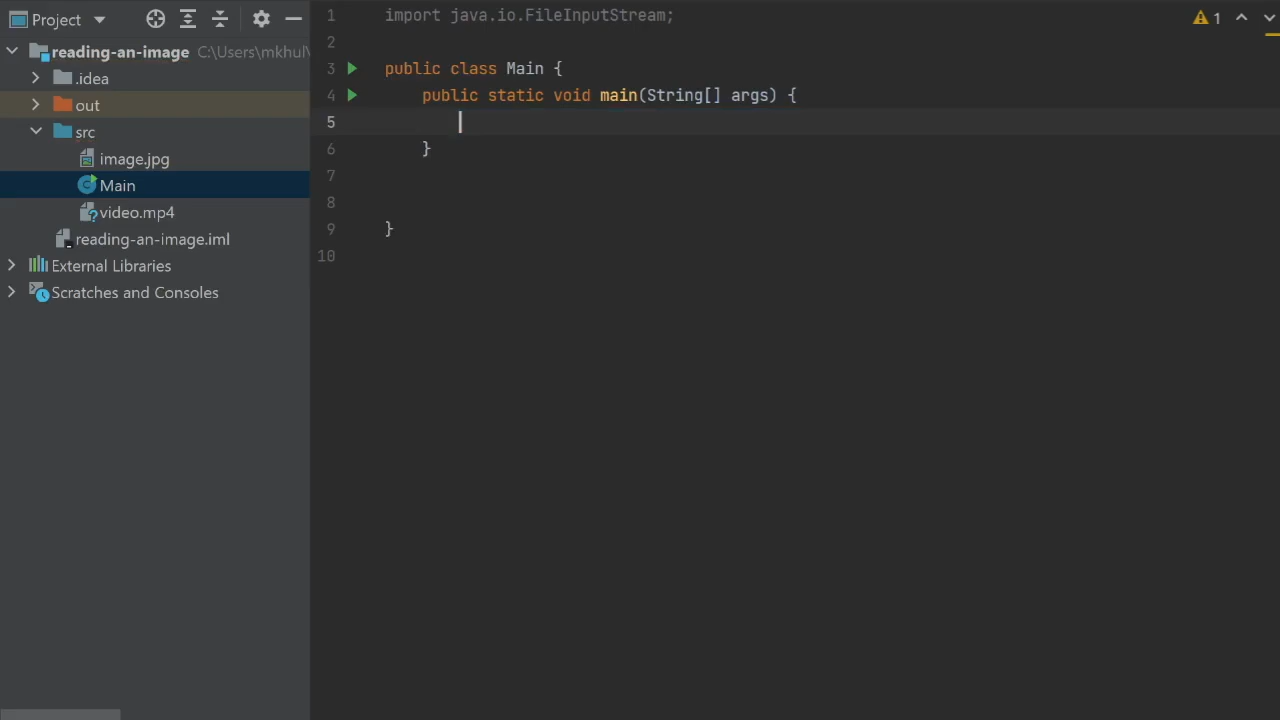 Project
reading-an-image C:\Users\mkhul\
.idea
out
src
image.jpg
Main
video.mp4
reading-an-image.iml
External Libraries
Scratches and Consoles
1 import java.io.FileInputStream;
2
3 public class Main {
4 public static void main(String[] args) {
5
6 }
7
8
9 }
10
1